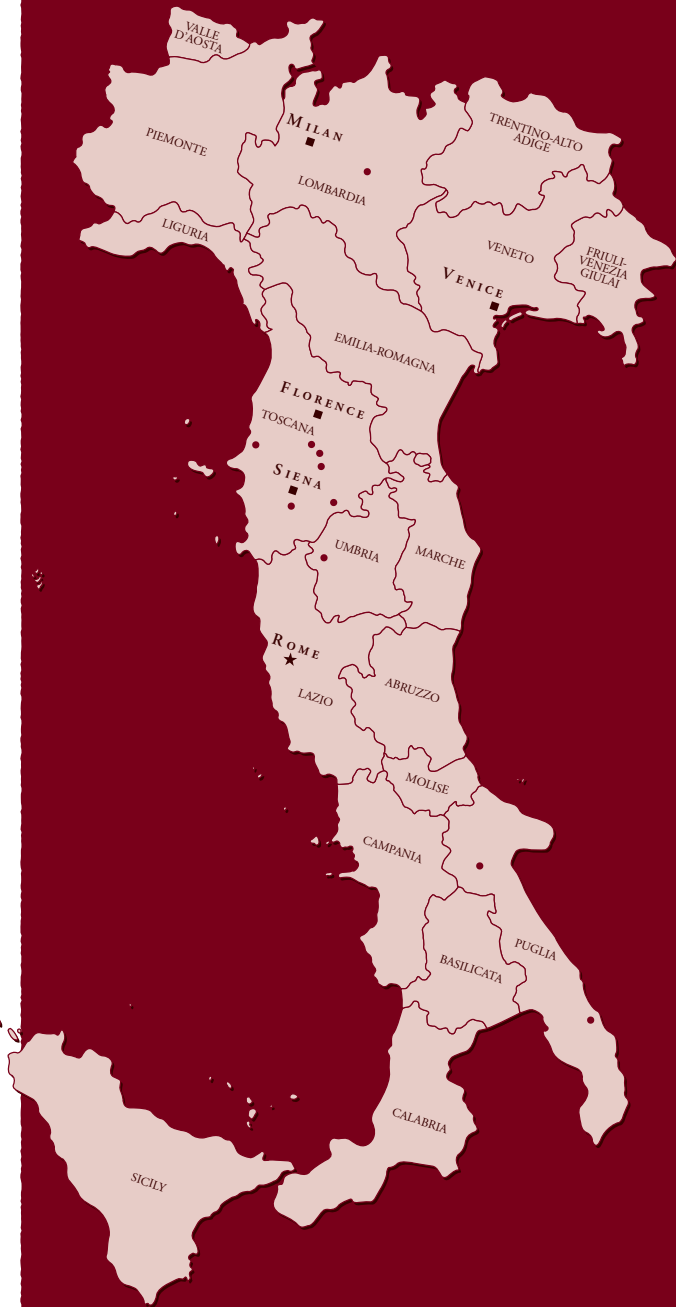 VALLE
D'AOSTA
MILAN
TRENTINO-ALTO
ADIGE
PIEMONTE
LOMBARDIA
LIGURIA
VENETO
FRIULI-
VENEZIA
GIULAI
VENICE
EMILIA-ROMAGNA
FLORENCE
TOSCANA
SIENA
UMBRIA
MARCHE
ROME
LAZIO
ABRUZZO
MOLISE
CAMPANIA
PUGLIA
BASILICATA
CALABRIA
SICILY